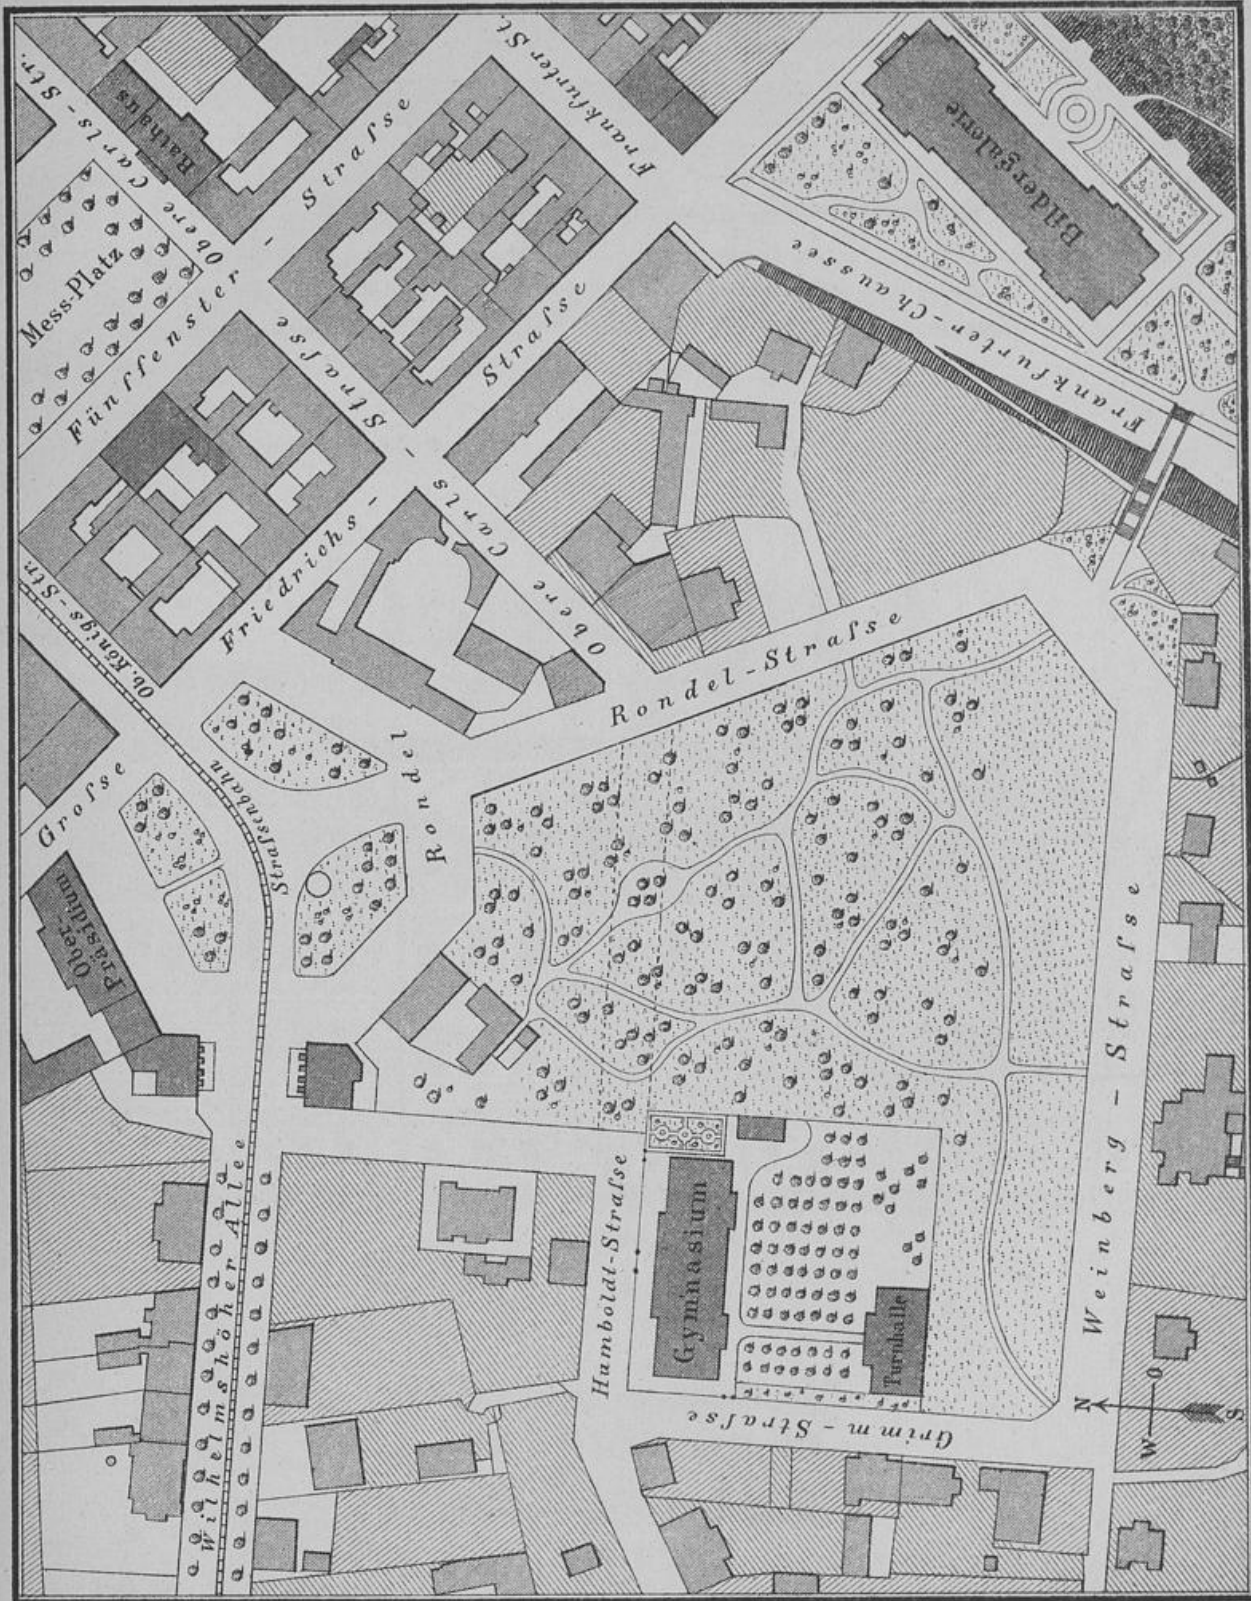 Carls - Str.
Obere
Rathaus
Mess-Platz
Fünffenster - Straſse
Frankfurter St.
Bildergalerie
Frankfurter-Chaussee
Friedrichs - Straſse
Obere Carls - Straſse
Ob. Königs-Str.
Groſse
Straſsenbahn
Rondel
Rondel-Straſse
Ober-
Präsidium
Wilhelmshöher Allee
Humboldt-Straſse
Gymnasium
Turnhalle
Grimm - Straſse
Weinberg - Straſse
N
W O
S